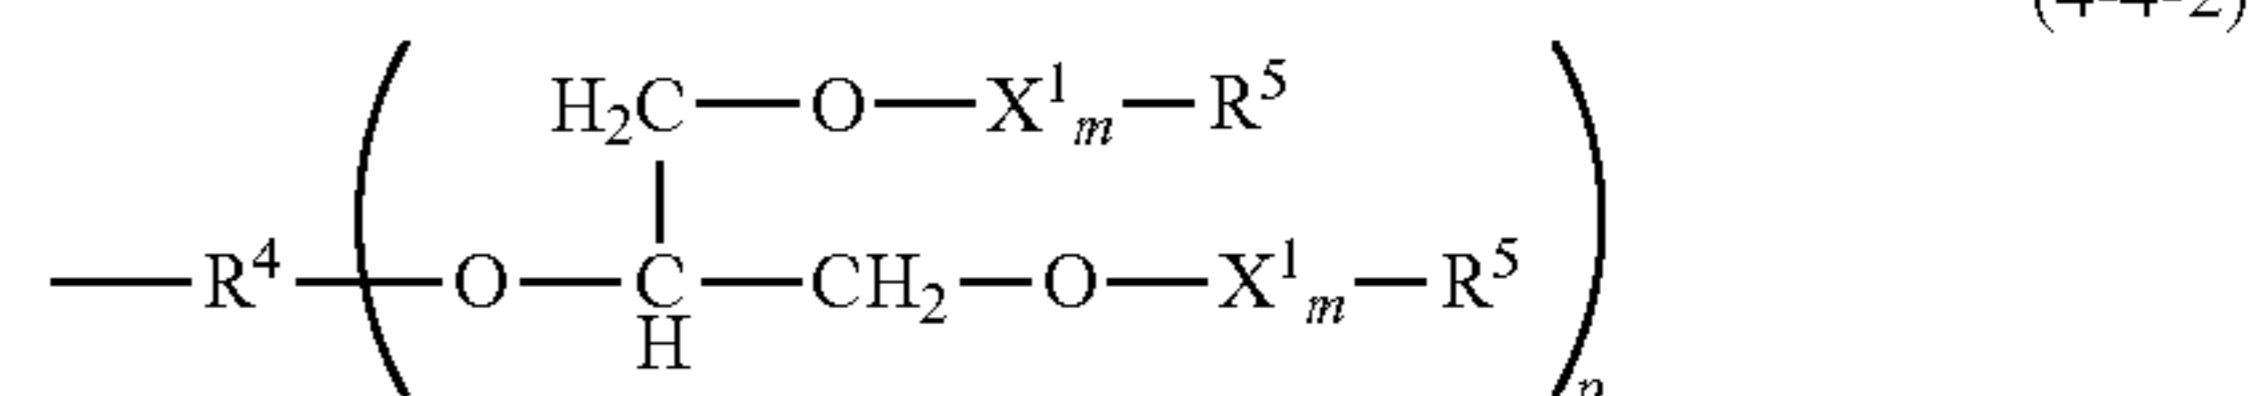 (4-4-2)
H₂C—O—X¹ₘ—R⁵
—R⁴—(O—C—CH₂—O—X¹ₘ—R⁵)
H